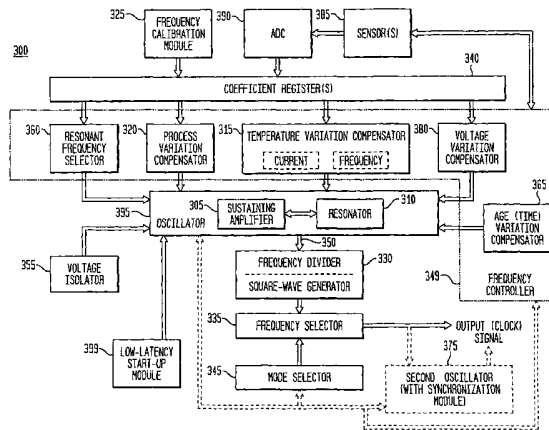 325
FREQUENCY
CALIBRATION
MODULE
390
ADC
385
SENSOR(S)
300
340
COEFFICIENT REGISTER(S)
360
RESONANT
FREQUENCY
SELECTOR
320
PROCESS
VARIATION
COMPENSATOR
315
TEMPERATURE VARIATION COMPENSATOR
CURRENT
FREQUENCY
380
VOLTAGE
VARIATION
COMPENSATOR
395
OSCILLATOR
305
SUSTAINING
AMPLIFIER
RESONATOR
310
365
AGE (TIME)
VARIATION
COMPENSATOR
355
VOLTAGE
ISOLATOR
350
FREQUENCY DIVIDER
SQUARE-WAVE GENERATOR
330
349
FREQUENCY
CONTROLLER
335
FREQUENCY SELECTOR
OUTPUT (CLOCK)
SIGNAL
399
LOW-LATENCY
START-UP
MODULE
345
MODE SELECTOR
375
SECOND OSCILLATOR
(WITH SYNCHRONIZATION
MODULE)